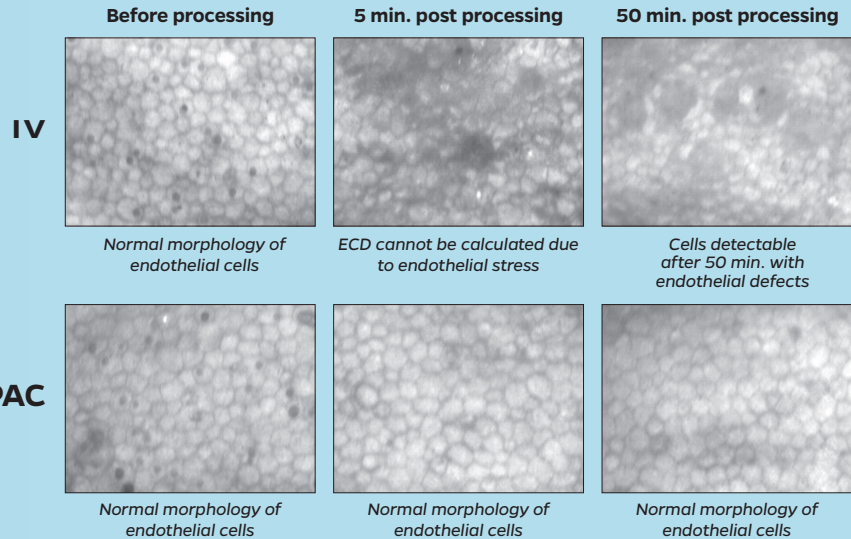 Before processing
5 min. post processing
50 min. post processing
IV
Normal morphology of
endothelial cells
ECD cannot be calculated due
to endothelial stress
Cells detectable
after 50 min. with
endothelial defects
PAC
Normal morphology of
endothelial cells
Normal morphology of
endothelial cells
Normal morphology of
endothelial cells